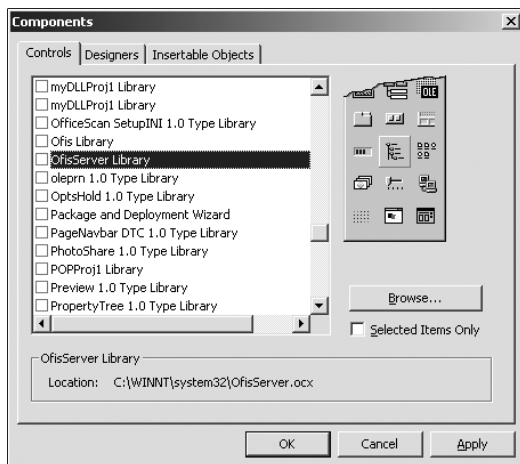 Components
Controls Designers Insertable Objects
myDLLProj1 Library
myDLLProj1 Library
OfficeScan SetupINI 1.0 Type Library
Ofis Library
OfisServer Library
oleprn 1.0 Type Library
OptsHold 1.0 Type Library
Package and Deployment Wizard
PageNavbar DTC 1.0 Type Library
PhotoShare 1.0 Type Library
POPProj1 Library
Preview 1.0 Type Library
PropertyTree 1.0 Type Library
OLE
Browse...
Selected Items Only
OfisServer Library
Location: C:\WINNT\system32\OfisServer.ocx
OK Cancel Apply